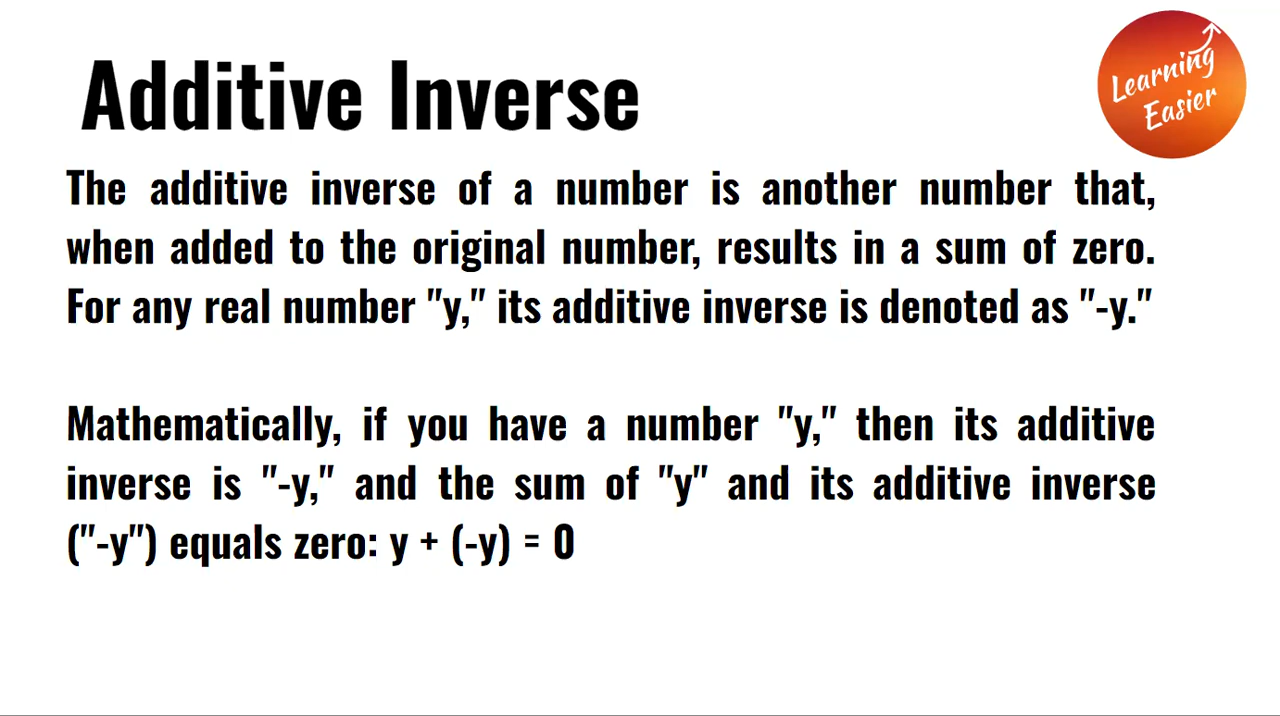 Learning
Easier
Additive Inverse
The additive inverse of a number is another number that,
when added to the original number, results in a sum of zero.
For any real number "y," its additive inverse is denoted as "-y."
Mathematically, if you have a number "y," then its additive
inverse is "-y," and the sum of "y" and its additive inverse
("-y") equals zero: y + (-y) = 0